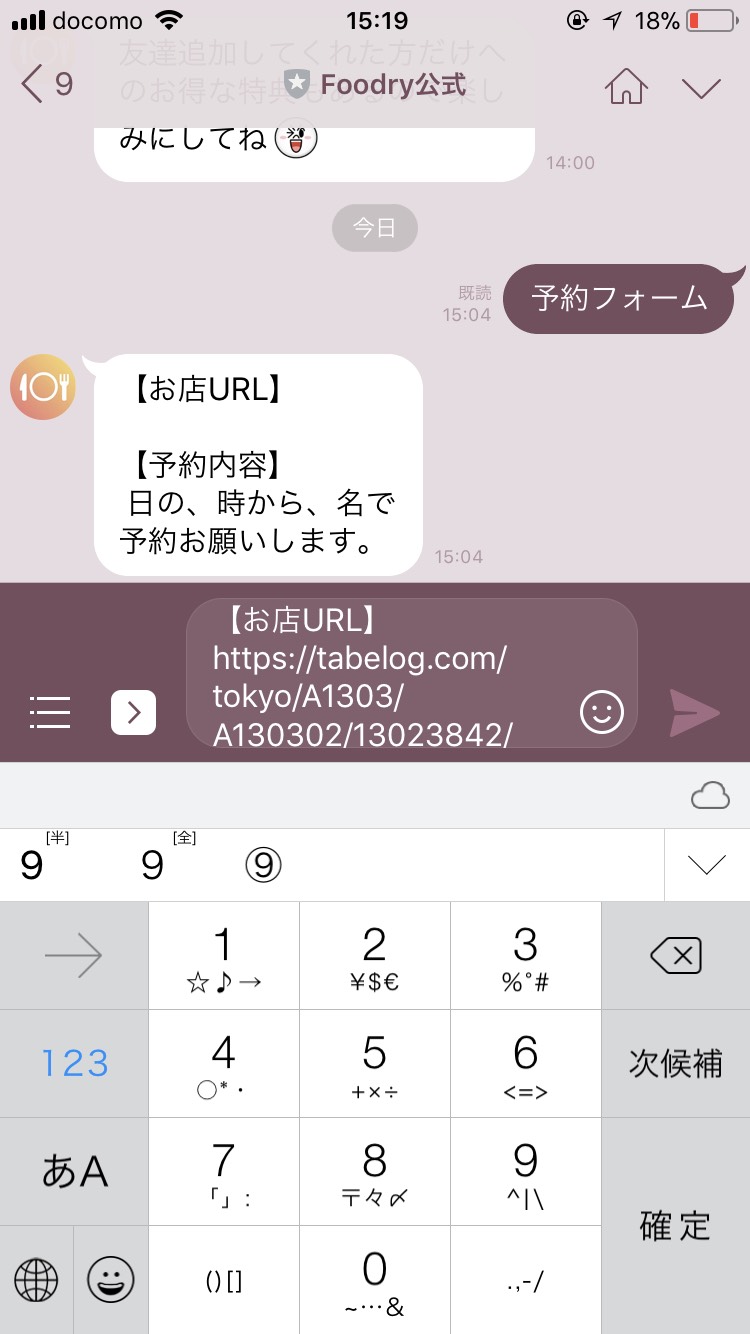 docomo 15:19 18%
友達追加してくれた方だけへ
のお得な特典もあるので楽し
9 Foodry公式
みにしてね
14:00
今日
既読
15:04
予約フォーム
【お店URL】
【予約内容】
日の、時から、名で
予約お願いします。
15:04
【お店URL】
https://tabelog.com/
tokyo/A1303/
A130302/13023842/
9[半] 9[全] ⑨
→ 1 2 3
☆♪→ ¥$€ %°#
123 4 5 6 次候補
○*・ +×÷ <=>
あA 7 8 9
「」: 〒々〆 ^|\
確定
()[] 0 .,-/
~…&